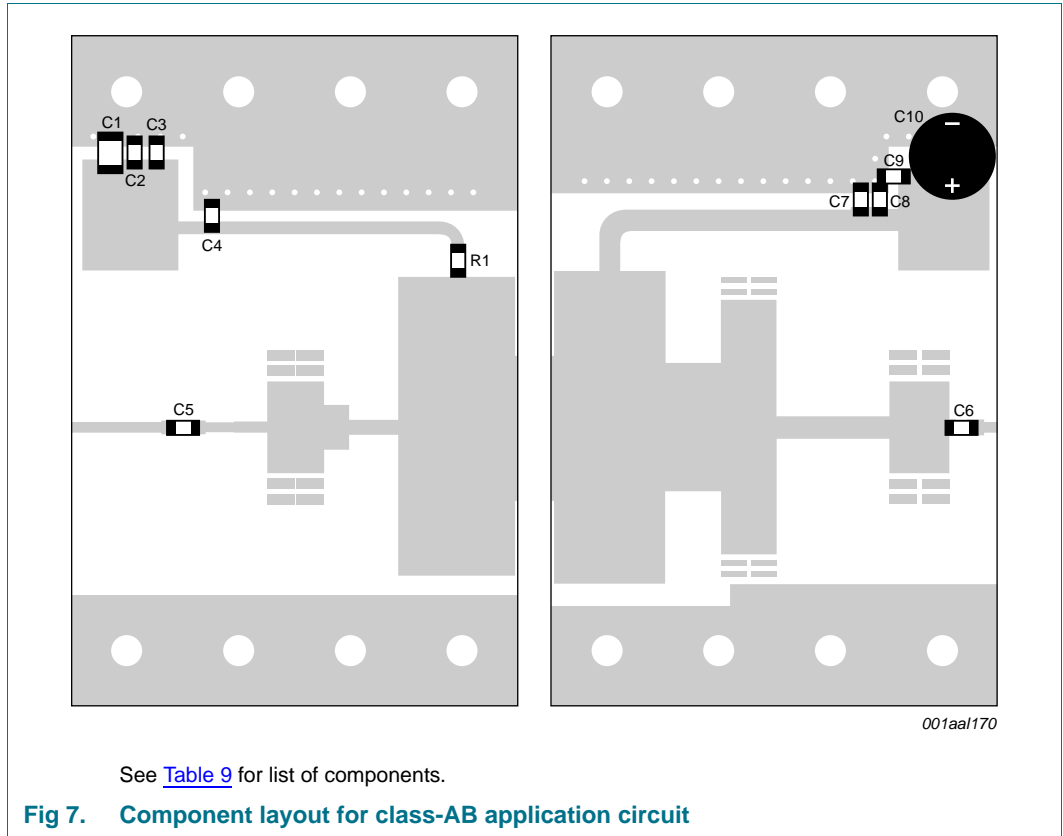 C1
C3
C2
C4
R1
C5
C10
−
C9
+
C7
C8
C6
001aal170
See Table 9 for list of components.
Fig 7. Component layout for class-AB application circuit